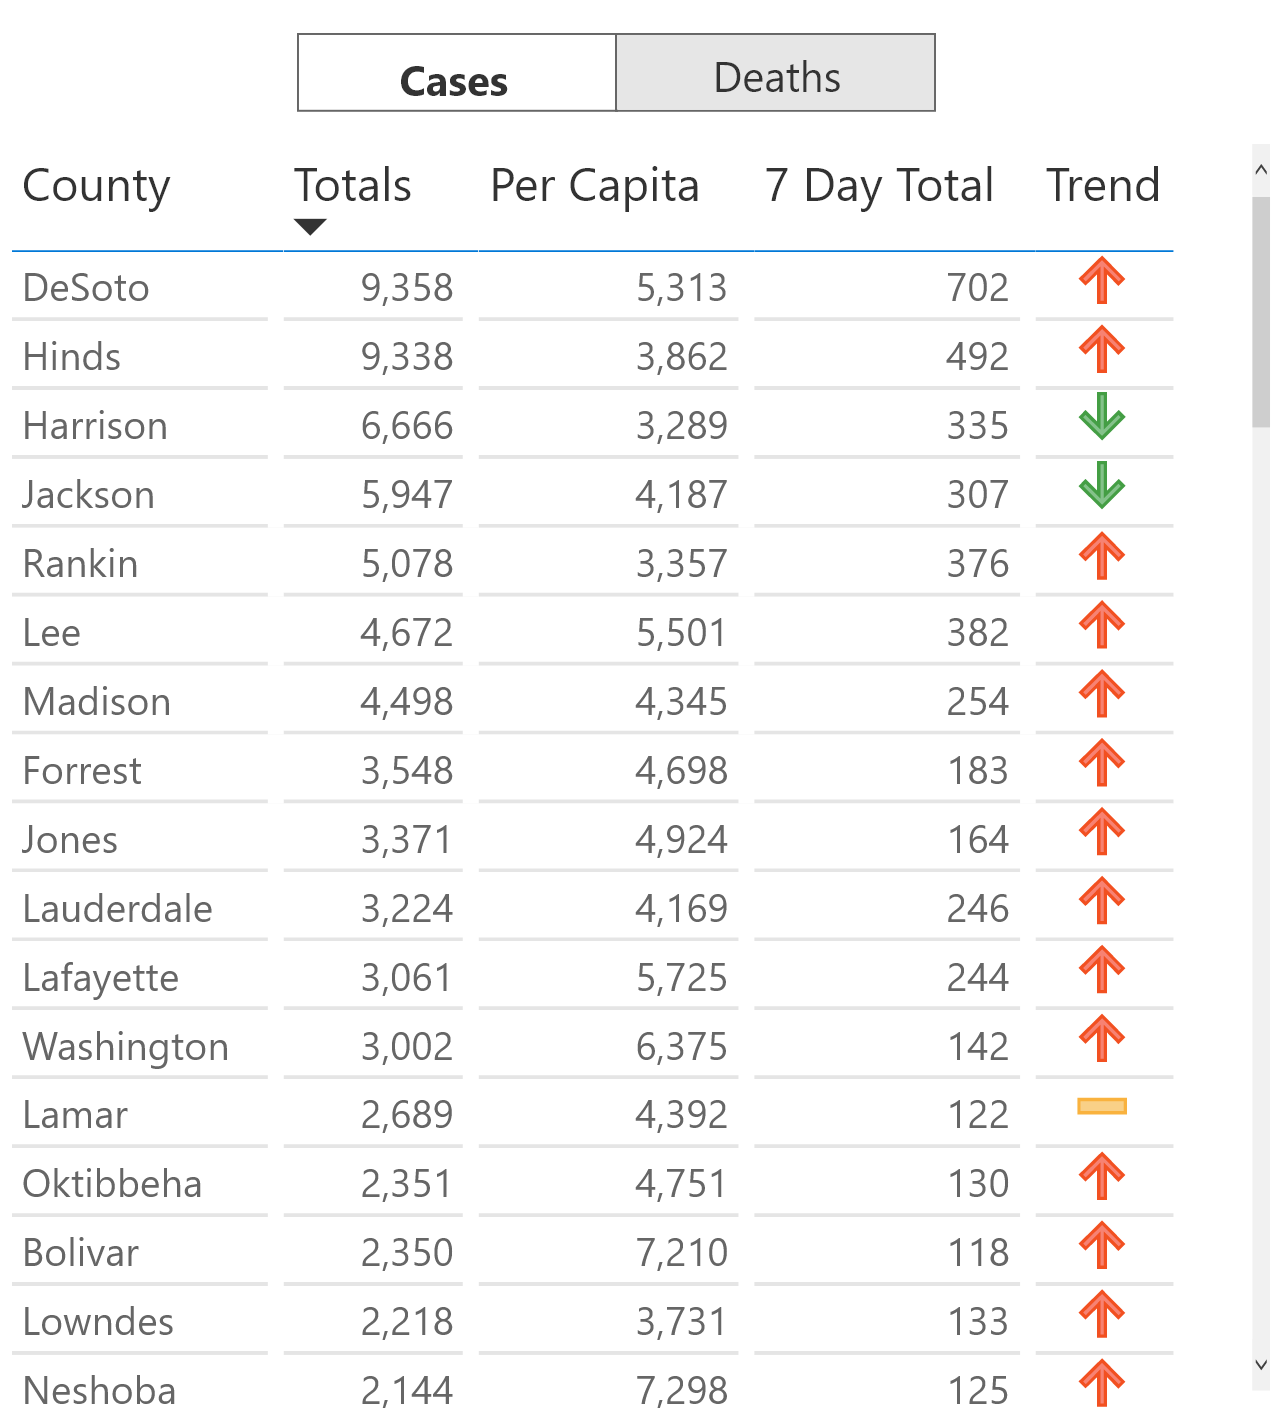 Cases Deaths
County Totals Per Capita 7 Day Total Trend
DeSoto 9,358 5,313 702
Hinds 9,338 3,862 492
Harrison 6,666 3,289 335
Jackson 5,947 4,187 307
Rankin 5,078 3,357 376
Lee 4,672 5,501 382
Madison 4,498 4,345 254
Forrest 3,548 4,698 183
Jones 3,371 4,924 164
Lauderdale 3,224 4,169 246
Lafayette 3,061 5,725 244
Washington 3,002 6,375 142
Lamar 2,689 4,392 122
Oktibbeha 2,351 4,751 130
Bolivar 2,350 7,210 118
Lowndes 2,218 3,731 133
Neshoba 2,144 7,298 125